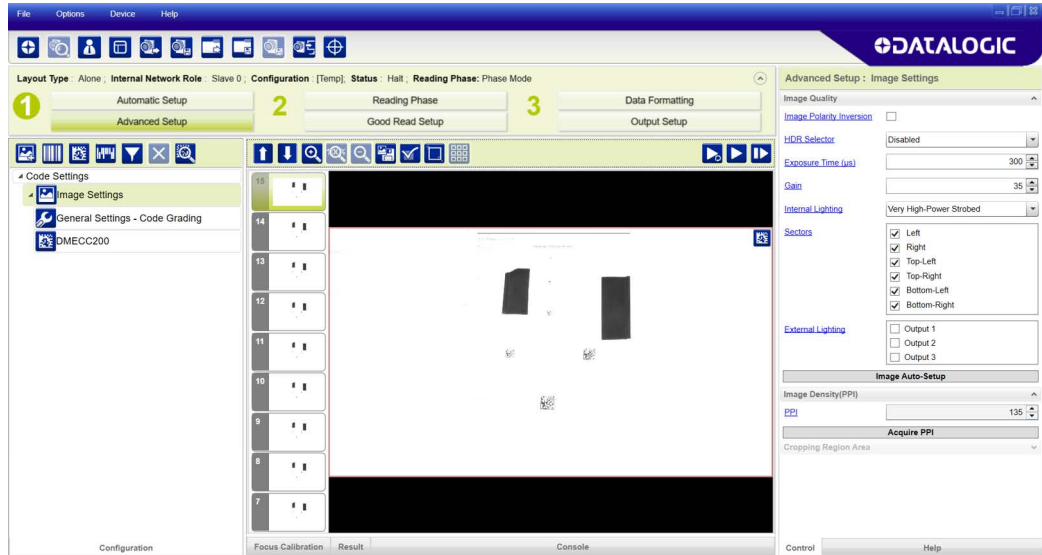 File Options Device Help
DATALOGIC
Layout Type : Alone ; Internal Network Role : Slave 0 ; Configuration : [Temp]; Status : Halt ; Reading Phase: Phase Mode
1
Automatic Setup
Advanced Setup
2
Reading Phase
Good Read Setup
3
Data Formatting
Output Setup
Code Settings
Image Settings
General Settings - Code Grading
DMECC200
Configuration
15
14
13
12
11
10
9
8
7
Focus Calibration Result Console
Advanced Setup : Image Settings
Image Quality
Image Polarity Inversion
HDR Selector Disabled
Exposure Time (µs) 300
Gain 35
Internal Lighting Very High-Power Strobed
Sectors Left
Right
Top-Left
Top-Right
Bottom-Left
Bottom-Right
External Lighting Output 1
Output 2
Output 3
Image Auto-Setup
Image Density(PPI)
PPI 135
Acquire PPI
Cropping Region Area
Control Help